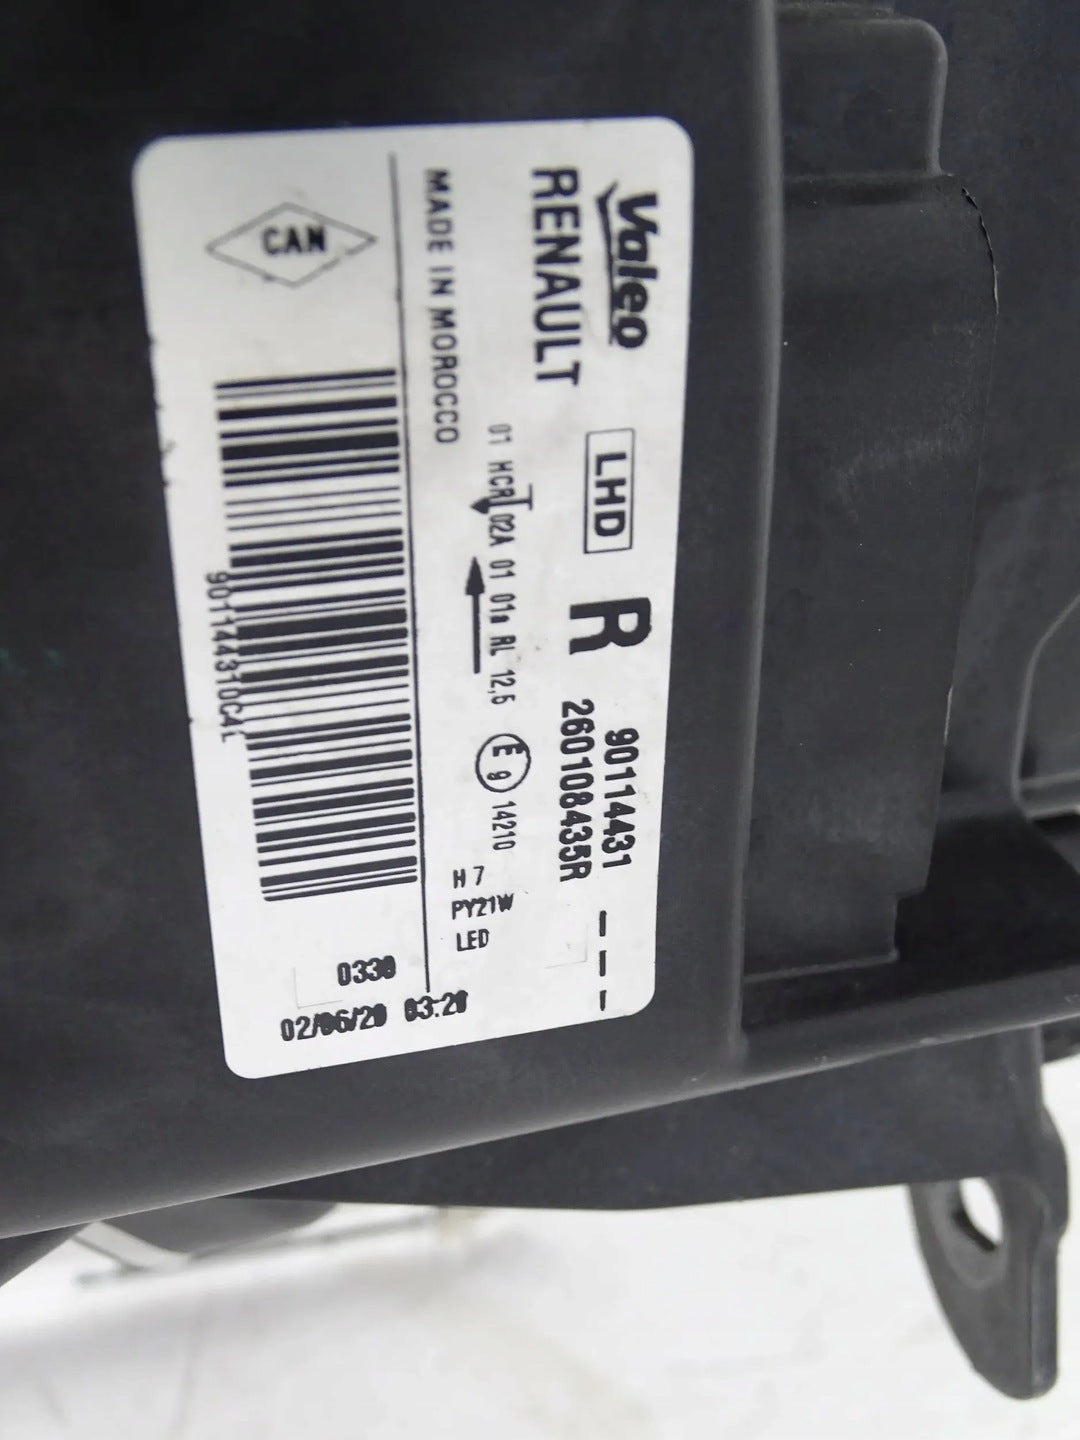 Valeo
RENAULT
LHD
R
90114431
260108435R
01 HCR 02A 01 01a RL 12,5
E9
14210
MADE IN MOROCCO
H7
PY21W
LED
CAN
90114431
0330
02/06/20 03:20